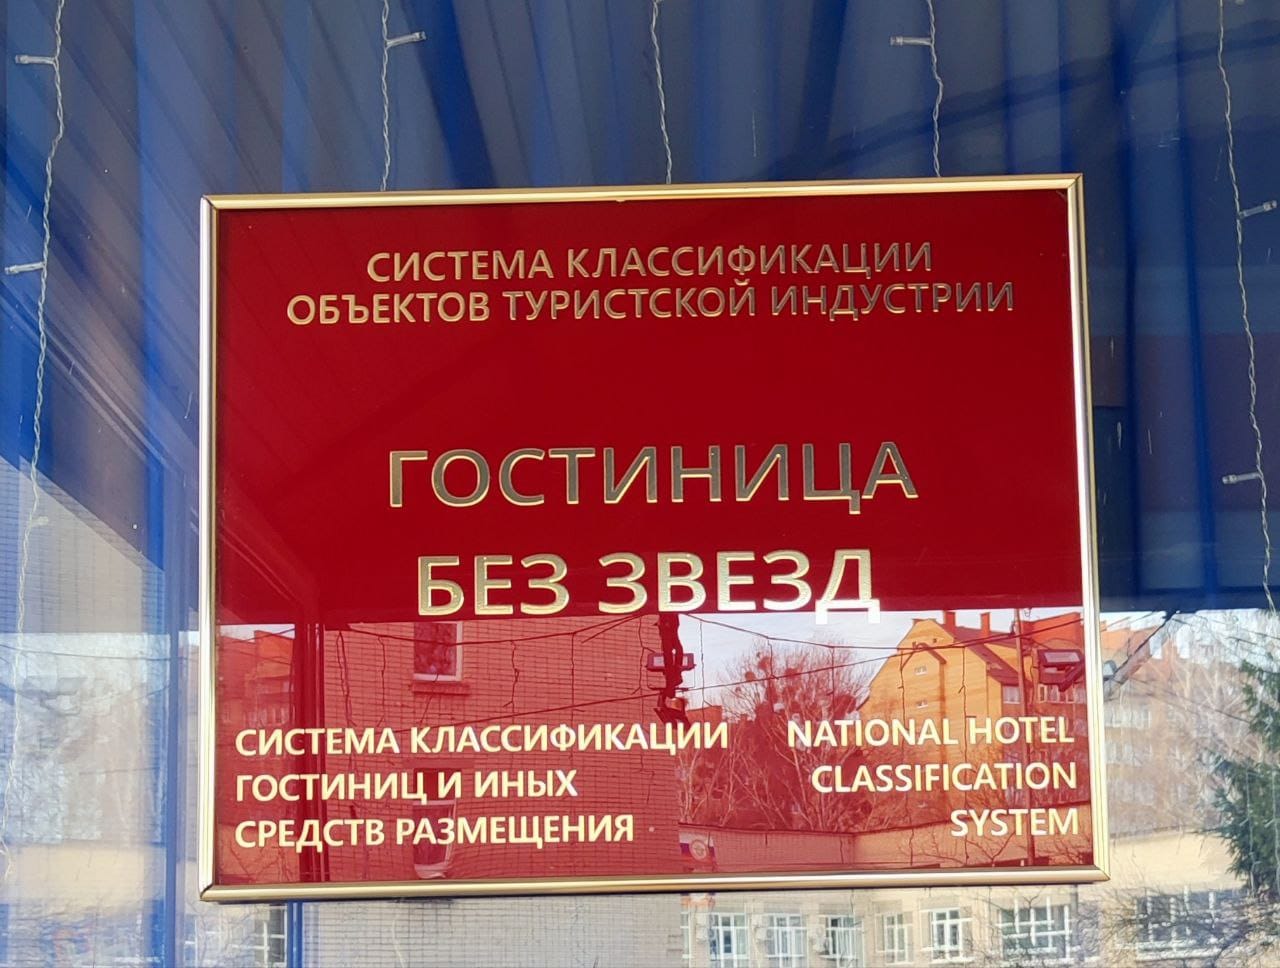 СИСТЕМА КЛАССИФИКАЦИИ
ОБЪЕКТОВ ТУРИСТСКОЙ ИНДУСТРИИ
ГОСТИНИЦА
БЕЗ ЗВЕЗД
СИСТЕМА КЛАССИФИКАЦИИ
ГОСТИНИЦ И ИНЫХ
СРЕДСТВ РАЗМЕЩЕНИЯ
NATIONAL HOTEL
CLASSIFICATION
SYSTEM